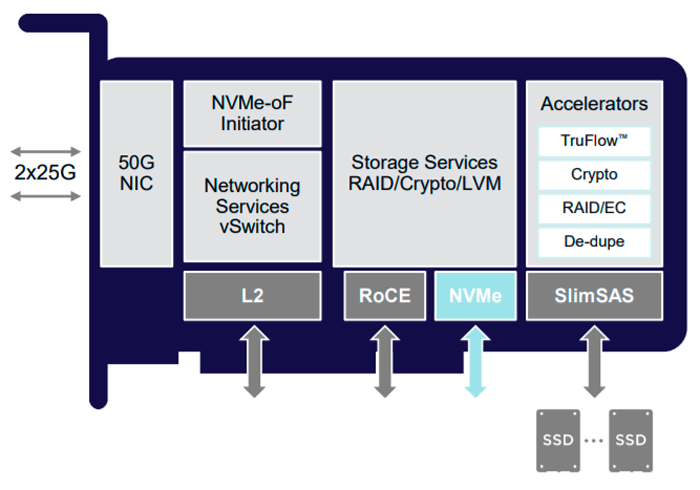 2x25G
50G
NIC
NVMe-oF
Initiator
Networking
Services
vSwitch
Storage Services
RAID/Crypto/LVM
Accelerators
TruFlow™
Crypto
RAID/EC
De-dupe
L2
RoCE
NVMe
SlimSAS
SSD ... SSD